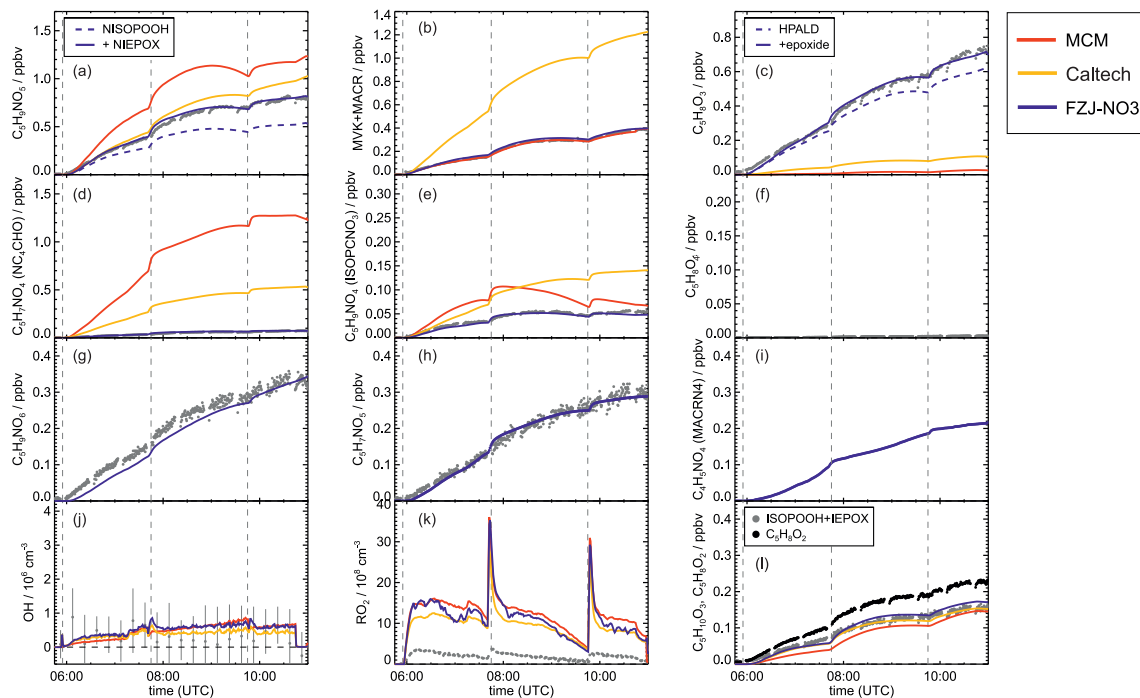 C₅H₉NO₅ / ppbv
1.5
1.0
0.5
0.0
(a)
NISOPOOH
+ NIEPOX
MVK+MACR / ppbv
1.4
1.2
1.0
0.8
0.6
0.4
0.2
0.0
(b)
C₅H₈O₃ / ppbv
1.0
0.8
0.6
0.4
0.2
0.0
(c)
HPALD
+epoxide
MCM
Caltech
FZJ-NO3
C₅H₇NO₄ (NC₄CHO) / ppbv
1.5
1.0
0.5
0.0
(d)
C₅H₉NO₄ (ISOPCNO₃) / ppbv
0.30
0.25
0.20
0.15
0.10
0.05
0.00
(e)
C₅H₈O₄ / ppbv
0.20
0.15
0.10
0.05
0.00
(f)
C₅H₉NO₆ / ppbv
0.4
0.3
0.2
0.1
0.0
(g)
C₅H₇NO₅ / ppbv
0.4
0.3
0.2
0.1
0.0
(h)
C₄H₅NO₄ (MACRN4) / ppbv
0.4
0.3
0.2
0.1
0.0
(i)
OH / 10⁶ cm⁻³
4
3
2
1
0
(j)
06:00
08:00
10:00
time (UTC)
RO₂ / 10⁸ cm⁻³
40
30
20
10
0
(k)
06:00
08:00
10:00
time (UTC)
C₅H₁₀O₃, C₅H₈O₂ / ppbv
0.4
0.3
0.2
0.1
0.0
(l)
ISOPOOH+IEPOX
C₅H₈O₂
06:00
08:00
10:00
time (UTC)